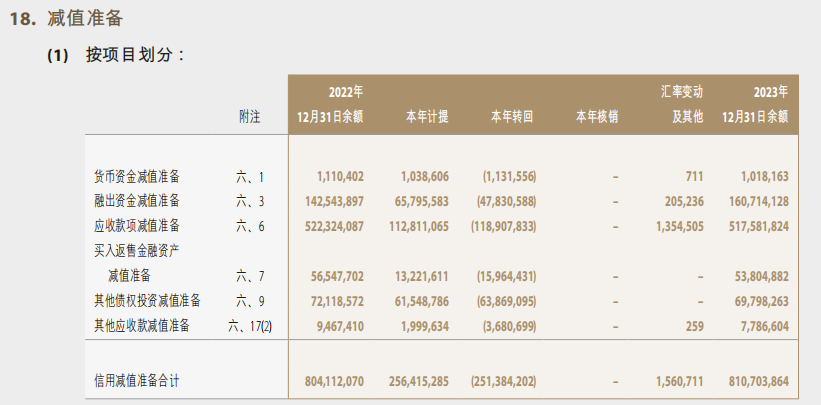 18. 减值准备
(1) 按项目划分：
2022年 汇率变动 2023年
附注 12月31日余额 本年计提 本年转回 本年核销 及其他 12月31日余额
货币资金减值准备 六、1 1,110,402 1,038,606 (1,131,556) – 711 1,018,163
融出资金减值准备 六、3 142,543,897 65,795,583 (47,830,588) – 205,236 160,714,128
应收款项减值准备 六、6 522,324,087 112,811,065 (118,907,833) – 1,354,505 517,581,824
买入返售金融资产
减值准备 六、7 56,547,702 13,221,611 (15,964,431) – – 53,804,882
其他债权投资减值准备 六、9 72,118,572 61,548,786 (63,869,095) – – 69,798,263
其他应收款减值准备 六、17(2) 9,467,410 1,999,634 (3,680,699) – 259 7,786,604
信用减值准备合计 804,112,070 256,415,285 (251,384,202) – 1,560,711 810,703,864